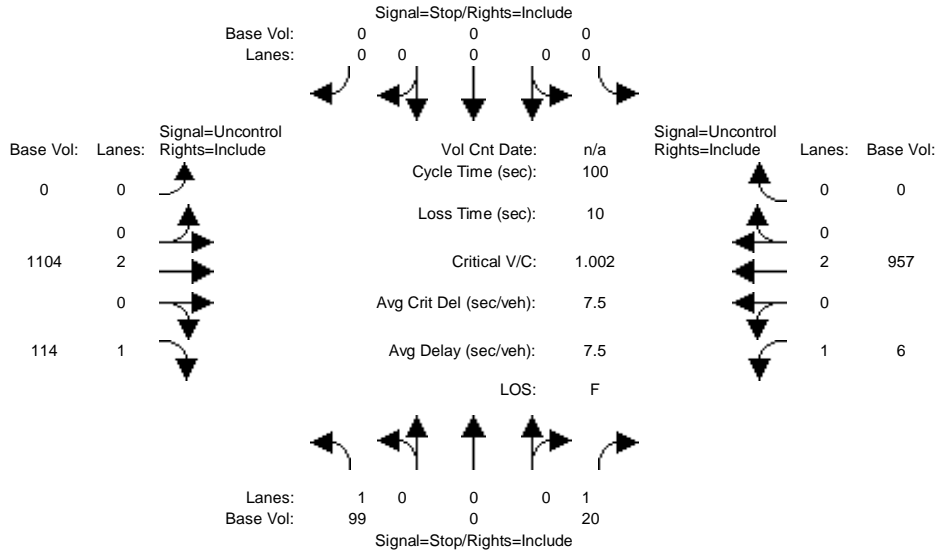 Signal=Stop/Rights=Include
Base Vol: 0 0 0
Lanes: 0 0 0 0 0
Signal=Uncontrol Signal=Uncontrol
Base Vol: Lanes: Rights=Include Vol Cnt Date: n/a Rights=Include Lanes: Base Vol:
Cycle Time (sec): 100
0 0 0 0
Loss Time (sec): 10
0 0
1104 2 Critical V/C: 1.002 2 957
0 Avg Crit Del (sec/veh): 7.5 0
114 1 Avg Delay (sec/veh): 7.5 1 6
LOS: F
Lanes: 1 0 0 0 1
Base Vol: 99 0 20
Signal=Stop/Rights=Include